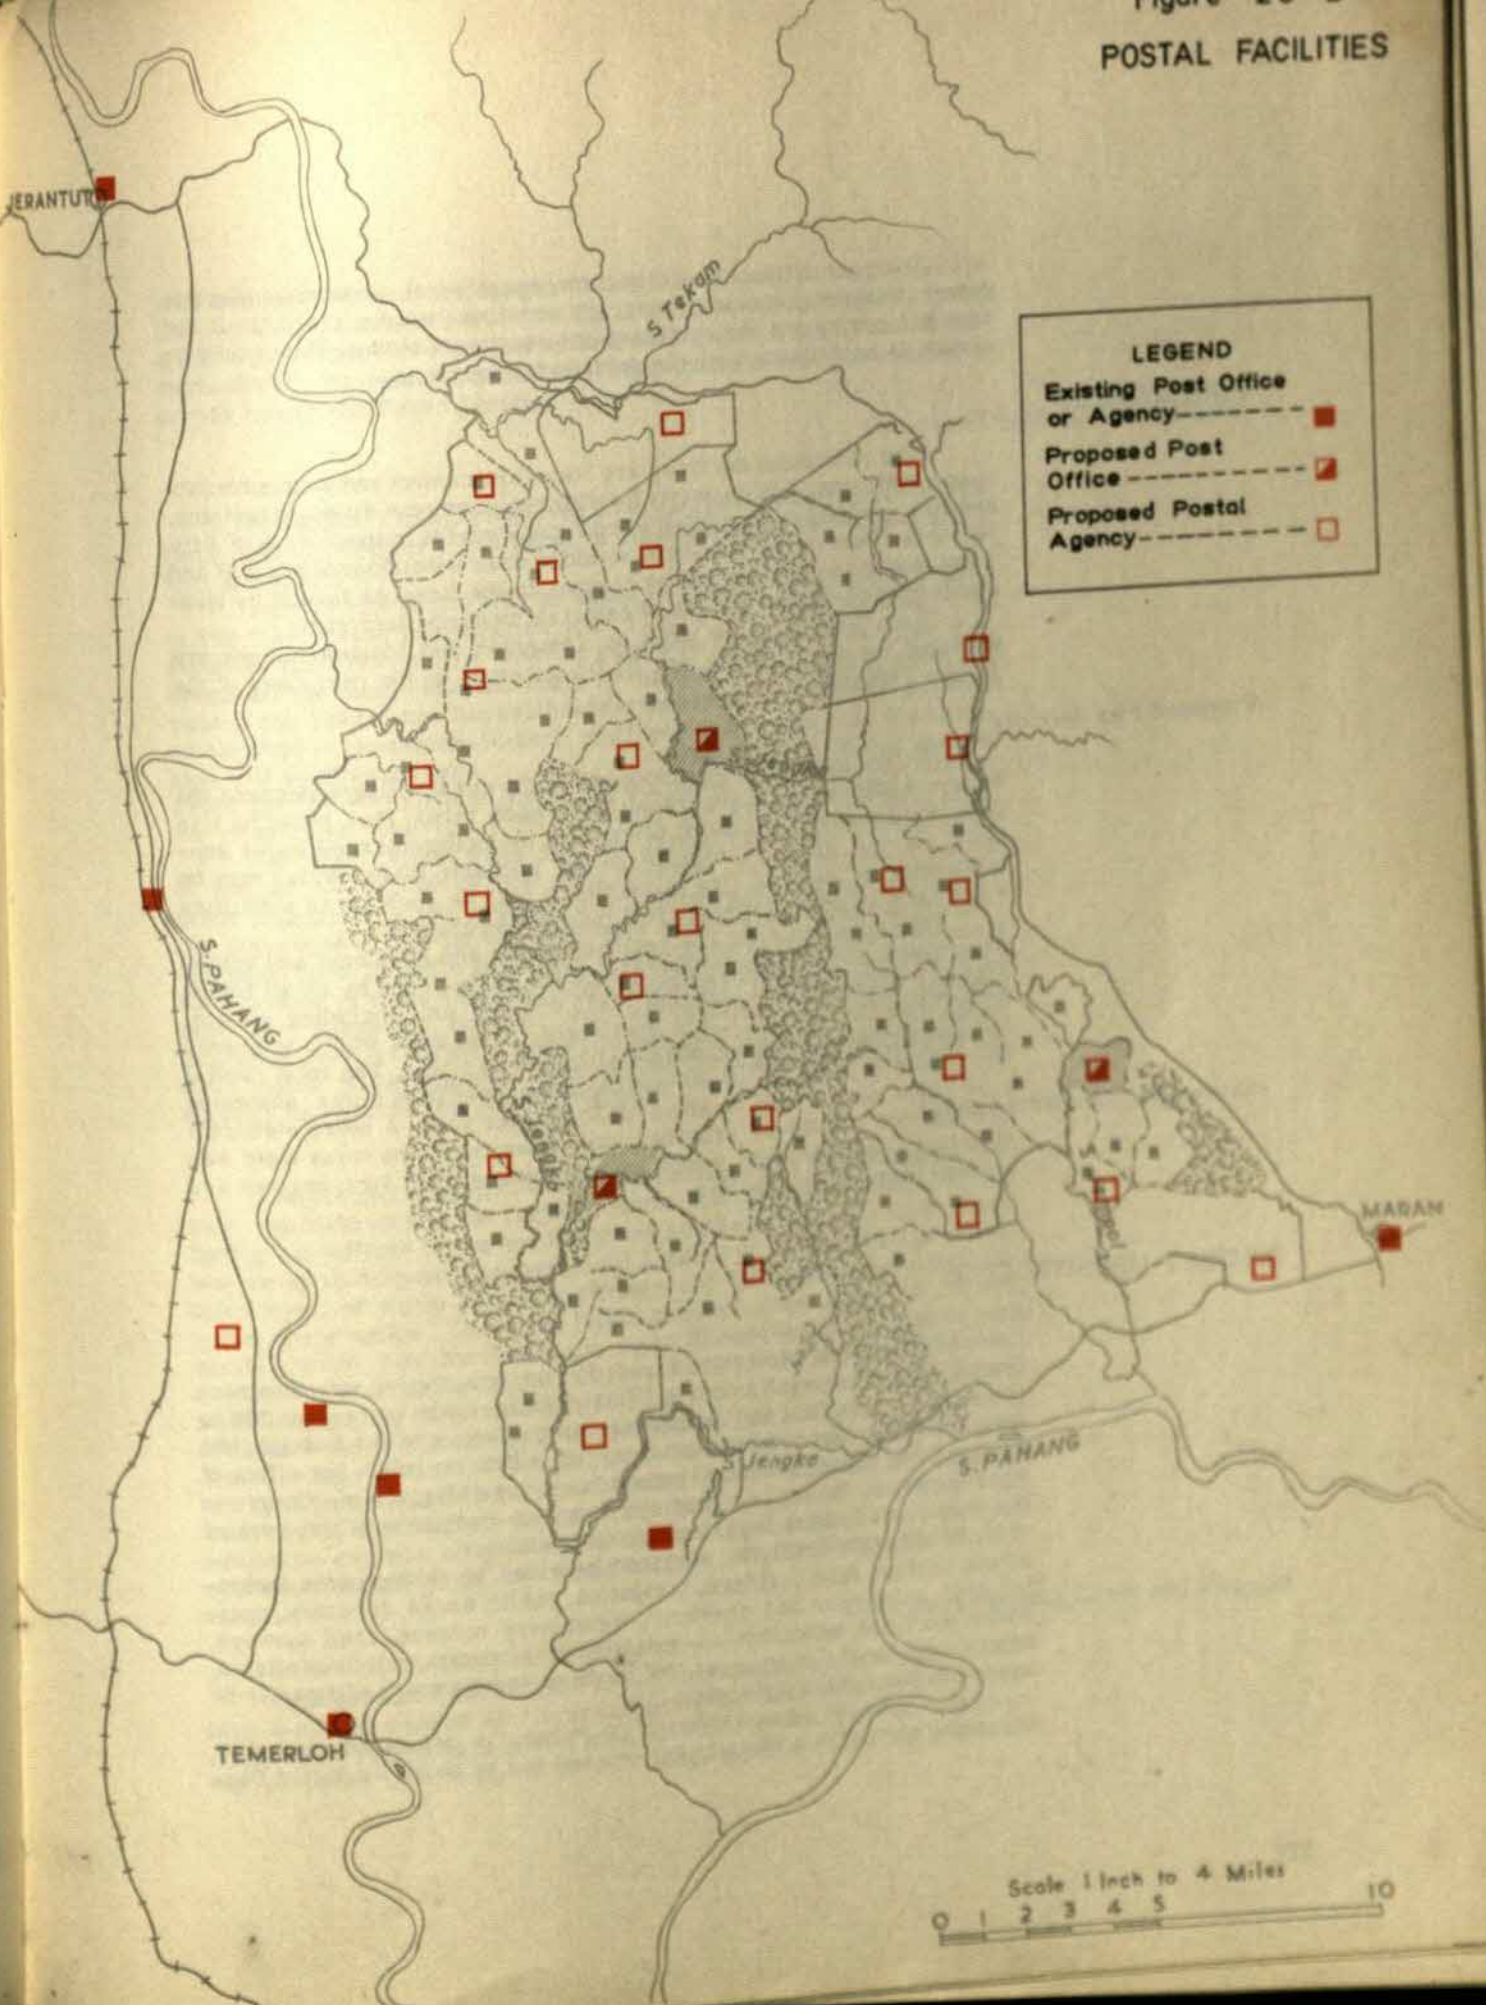 POSTAL FACILITIES
JERANTUT
S Tekam
LEGEND
Existing Post Office
or Agency
Proposed Post
Office
Proposed Postal
Agency
S. PAHANG
S Jengka
MARAN
Jengka
S. PAHANG
TEMERLOH
Scale 1 Inch to 4 Miles
0 1 2 3 4 5 10